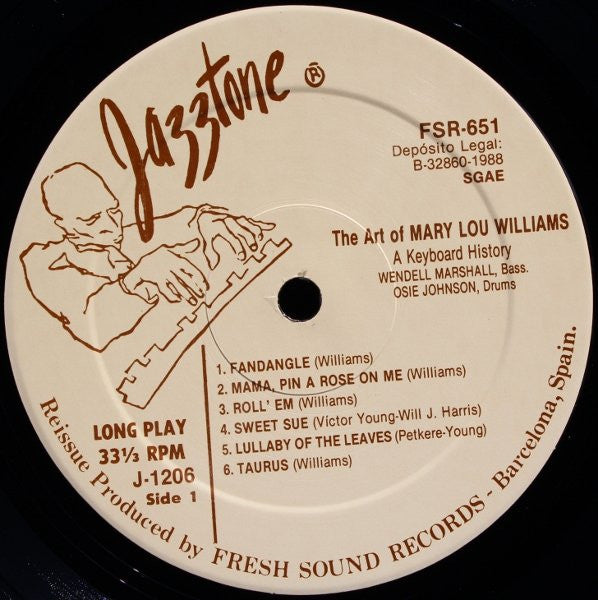 Jazztone ®
FSR-651
Depósito Legal:
B-32860-1988
SGAE
The Art of MARY LOU WILLIAMS
A Keyboard History
WENDELL MARSHALL, Bass.
OSIE JOHNSON, Drums
1. FANDANGLE (Williams)
2. MAMA, PIN A ROSE ON ME (Williams)
3. ROLL' EM (Williams)
4. SWEET SUE (Víctor Young-Will J. Harris)
5. LULLABY OF THE LEAVES (Petkere-Young)
6. TAURUS (Williams)
LONG PLAY
33⅓ RPM
J-1206
Side 1
Reissue Produced by FRESH SOUND RECORDS - Barcelona, Spain.